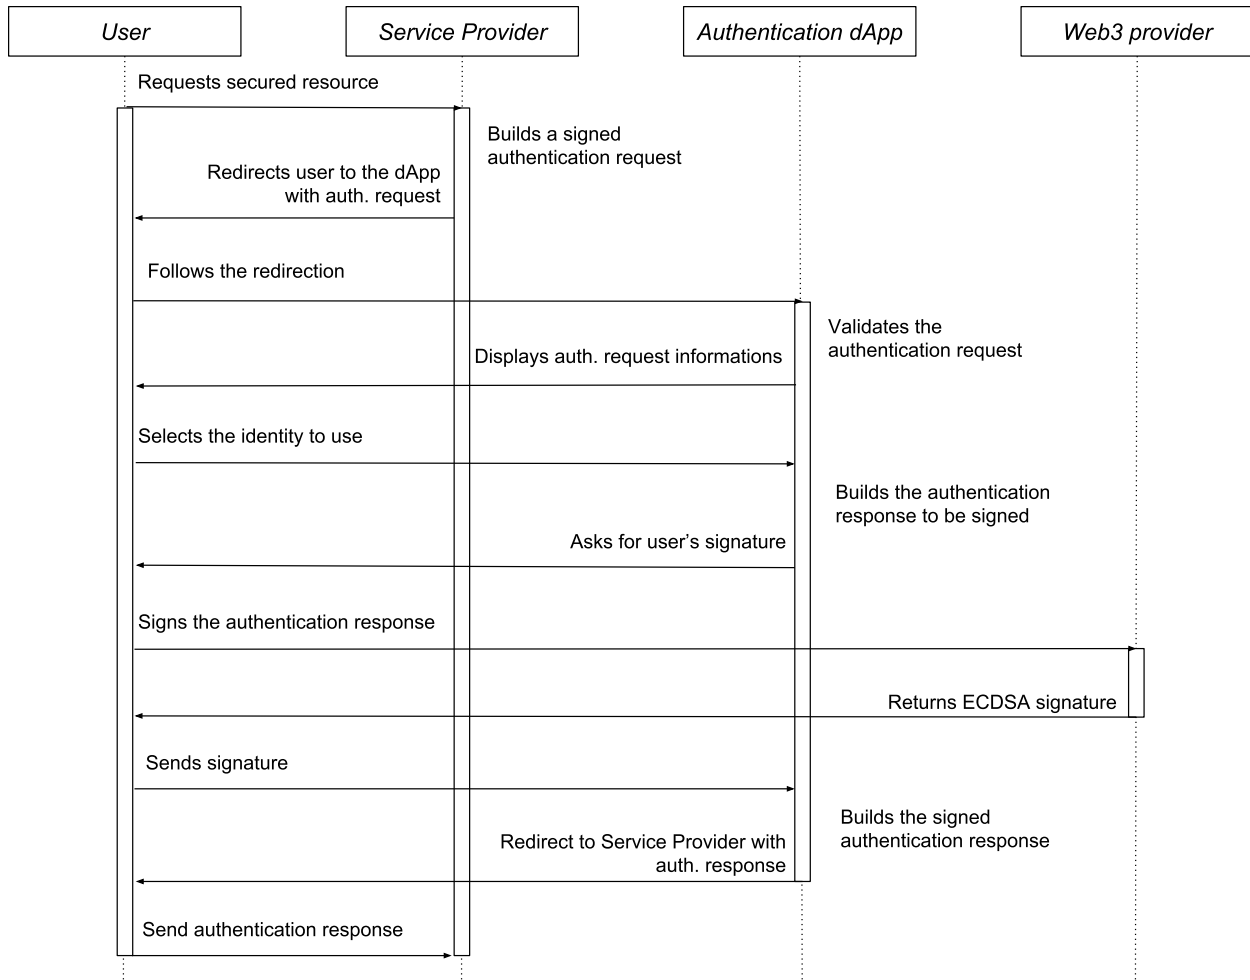 User
Service Provider
Authentication dApp
Web3 provider
Requests secured resource
Builds a signed
authentication request
Redirects user to the dApp
with auth. request
Follows the redirection
Validates the
authentication request
Displays auth. request informations
Selects the identity to use
Builds the authentication
response to be signed
Asks for user’s signature
Signs the authentication response
Returns ECDSA signature
Sends signature
Builds the signed
authentication response
Redirect to Service Provider with
auth. response
Send authentication response